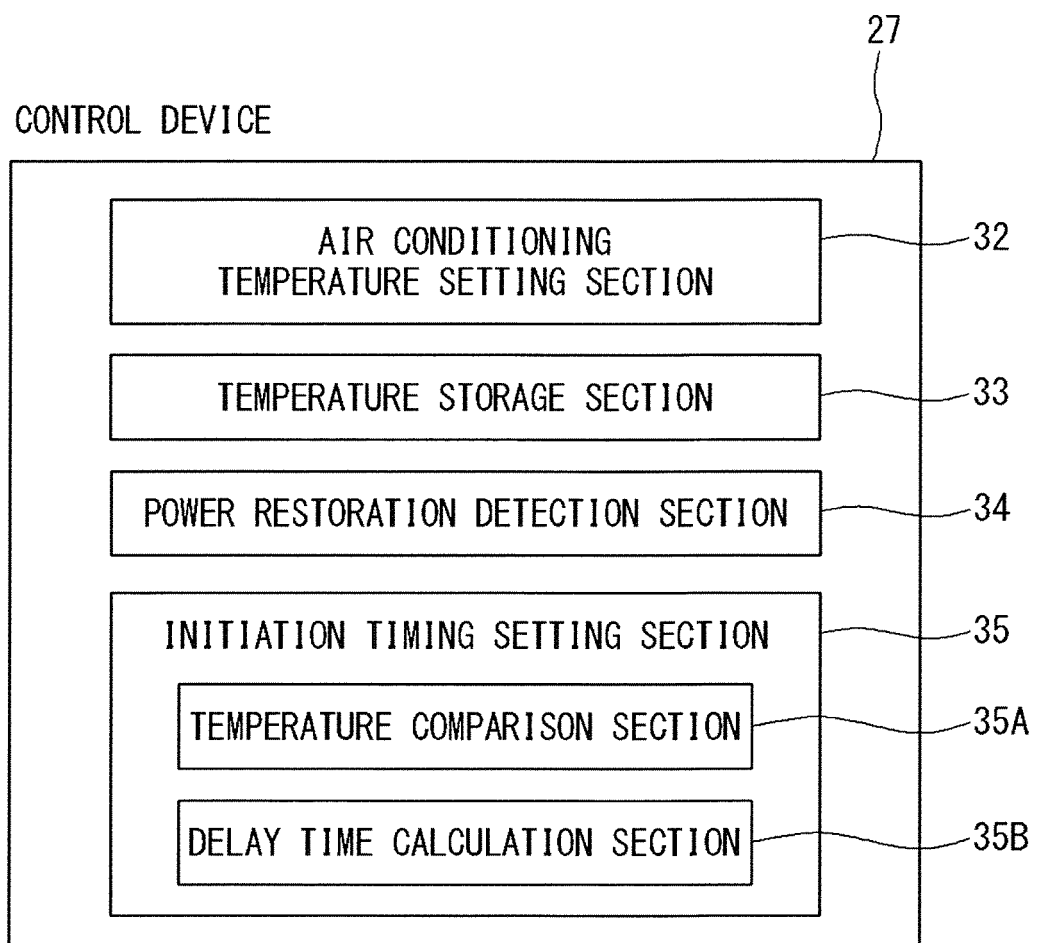 27
CONTROL DEVICE
AIR CONDITIONING
TEMPERATURE SETTING SECTION
32
TEMPERATURE STORAGE SECTION
33
POWER RESTORATION DETECTION SECTION
34
INITIATION TIMING SETTING SECTION
35
TEMPERATURE COMPARISON SECTION
35A
DELAY TIME CALCULATION SECTION
35B